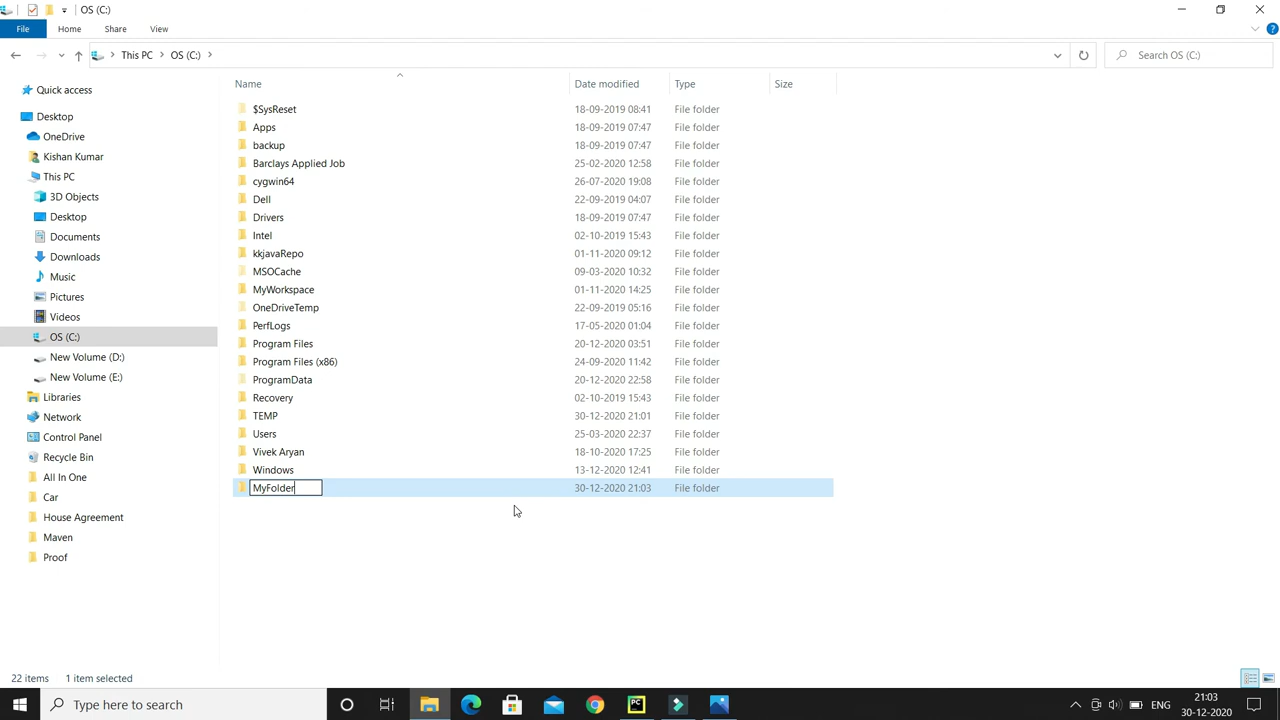 OS (C:)
File Home Share View
This PC OS (C:) Search OS (C:)
Name Date modified Type Size
Quick access
Desktop
OneDrive
Kishan Kumar
This PC
3D Objects
Desktop
Documents
Downloads
Music
Pictures
Videos
OS (C:)
New Volume (D:)
New Volume (E:)
Libraries
Network
Control Panel
Recycle Bin
All In One
Car
House Agreement
Maven
Proof
$SysReset 18-09-2019 08:41 File folder
Apps 18-09-2019 07:47 File folder
backup 18-09-2019 07:47 File folder
Barclays Applied Job 25-02-2020 12:58 File folder
cygwin64 26-07-2020 19:08 File folder
Dell 22-09-2019 04:07 File folder
Drivers 18-09-2019 07:47 File folder
Intel 02-10-2019 15:43 File folder
kkjavaRepo 01-11-2020 09:12 File folder
MSOCache 09-03-2020 10:32 File folder
MyWorkspace 01-11-2020 14:25 File folder
OneDriveTemp 22-09-2019 05:16 File folder
PerfLogs 17-05-2020 01:04 File folder
Program Files 20-12-2020 03:51 File folder
Program Files (x86) 24-09-2020 11:42 File folder
ProgramData 20-12-2020 22:58 File folder
Recovery 02-10-2019 15:43 File folder
TEMP 30-12-2020 21:01 File folder
Users 25-03-2020 22:37 File folder
Vivek Aryan 18-10-2020 17:25 File folder
Windows 13-12-2020 12:41 File folder
MyFolder 30-12-2020 21:03 File folder
22 items 1 item selected
Type here to search
PC
ENG
21:03
30-12-2020